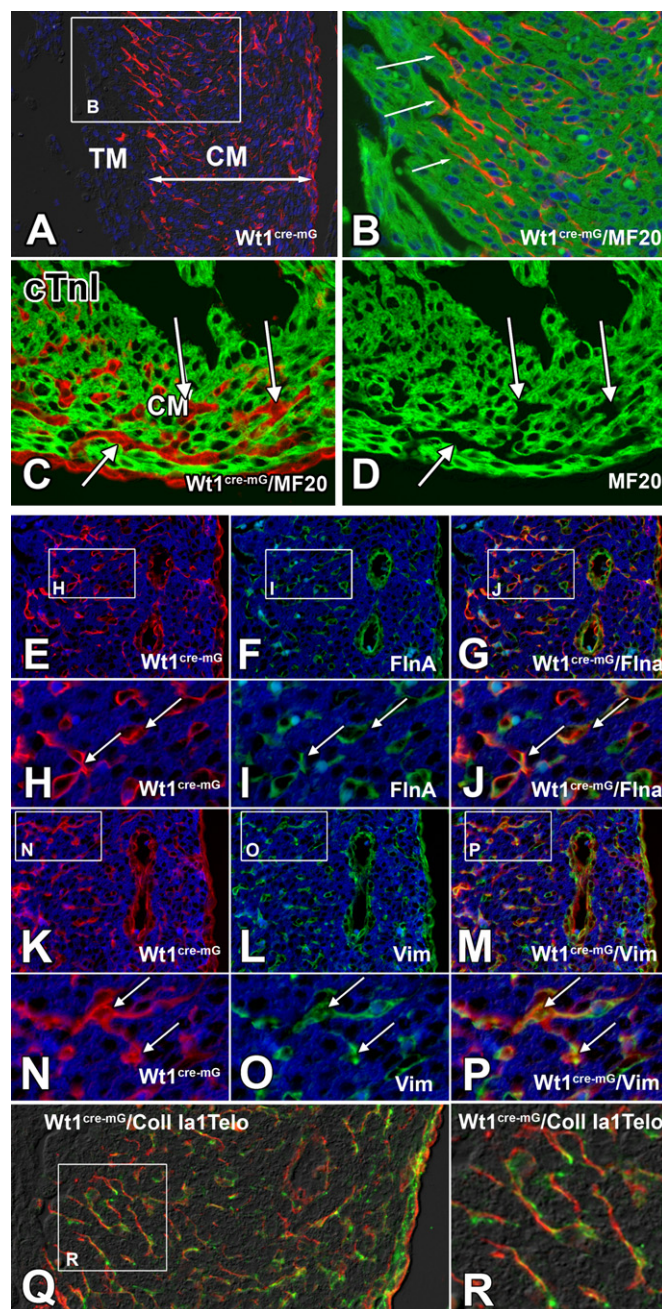 B
TM
CM
A
Wt1cre-mG
B
Wt1cre-mG/MF20
cTnI
CM
C
Wt1cre-mG/MF20
D
MF20
H
E
Wt1cre-mG
I
F
FlnA
J
G
Wt1cre-mG/Flna
H
Wt1cre-mG
I
FlnA
J
Wt1cre-mG/Flna
N
K
Wt1cre-mG
O
L
Vim
P
M
Wt1cre-mG/Vim
N
Wt1cre-mG
O
Vim
P
Wt1cre-mG/Vim
Wt1cre-mG/Coll Ia1Telo
R
Q
Wt1cre-mG/Coll Ia1Telo
R